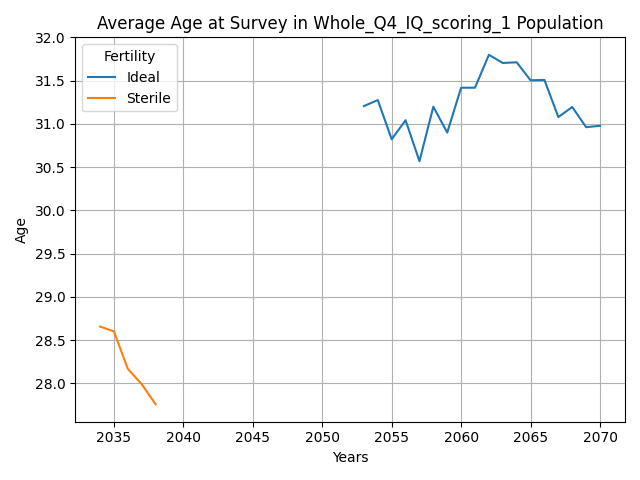 Average Age at Survey in Whole_Q4_IQ_scoring_1 Population
Fertility
Ideal
Sterile
Age
32.0
31.5
31.0
30.5
30.0
29.5
29.0
28.5
28.0
2035 2040 2045 2050 2055 2060 2065 2070
Years